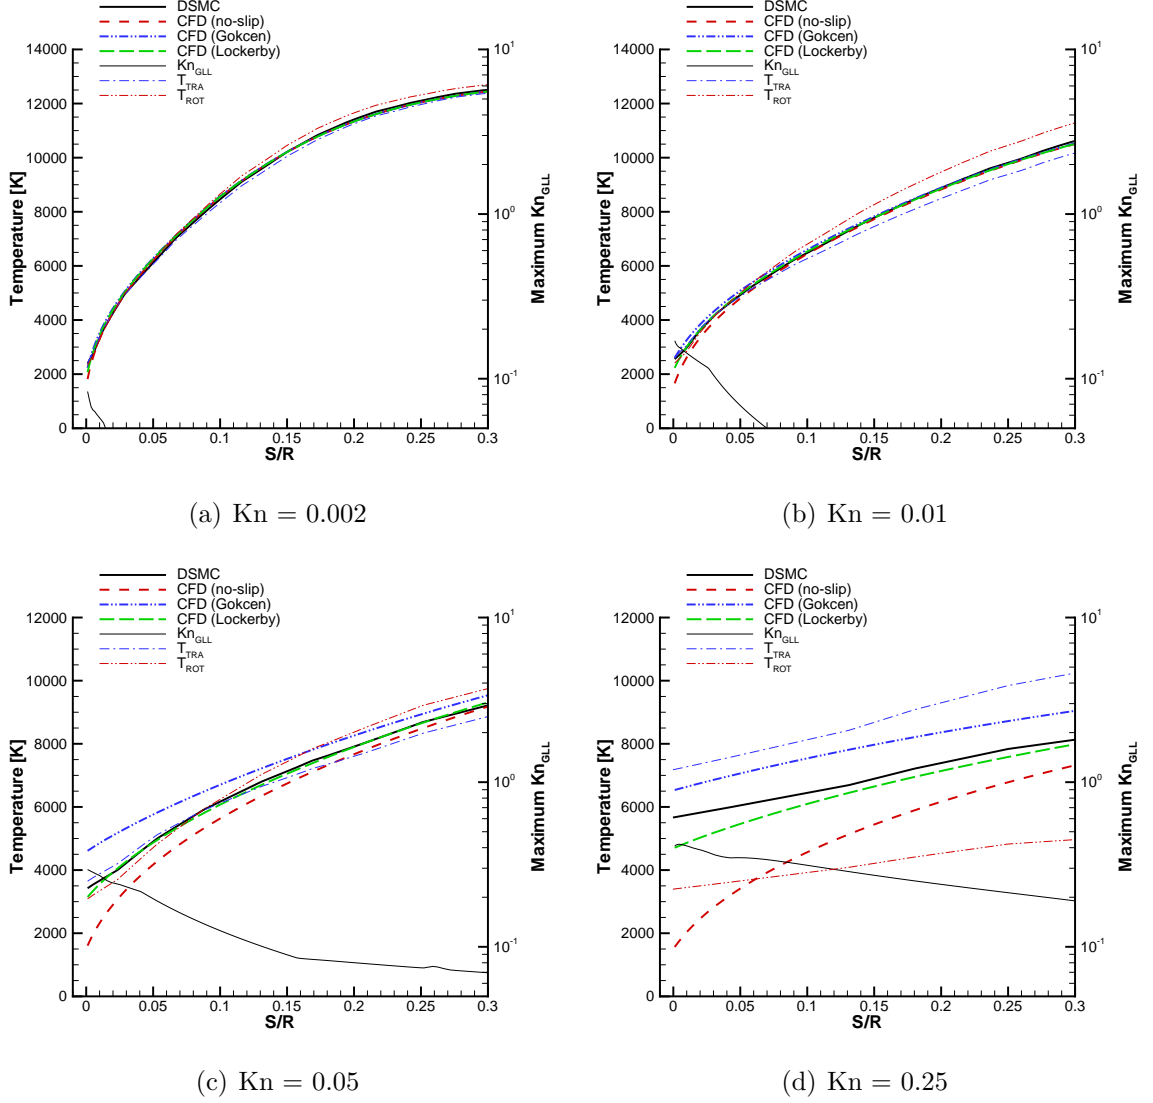 DSMC
CFD (no-slip)
CFD (Gokcen)
CFD (Lockerby)
Kn_GLL
T_TRA
T_ROT
Temperature [K]
14000
12000
10000
8000
6000
4000
2000
0
0 0.05 0.1 0.15 0.2 0.25 0.3
S/R
10^1
10^0
10^-1
Maximum Kn_GLL
(a) Kn = 0.002
DSMC
CFD (no-slip)
CFD (Gokcen)
CFD (Lockerby)
Kn_GLL
T_TRA
T_ROT
Temperature [K]
14000
12000
10000
8000
6000
4000
2000
0
0 0.05 0.1 0.15 0.2 0.25 0.3
S/R
10^1
10^0
10^-1
Maximum Kn_GLL
(b) Kn = 0.01
DSMC
CFD (no-slip)
CFD (Gokcen)
CFD (Lockerby)
Kn_GLL
T_TRA
T_ROT
Temperature [K]
12000
10000
8000
6000
4000
2000
0
0 0.05 0.1 0.15 0.2 0.25 0.3
S/R
10^1
10^0
10^-1
Maximum Kn_GLL
(c) Kn = 0.05
DSMC
CFD (no-slip)
CFD (Gokcen)
CFD (Lockerby)
Kn_GLL
T_TRA
T_ROT
Temperature [K]
12000
10000
8000
6000
4000
2000
0
0 0.05 0.1 0.15 0.2 0.25 0.3
S/R
10^1
10^0
10^-1
Maximum Kn_GLL
(d) Kn = 0.25